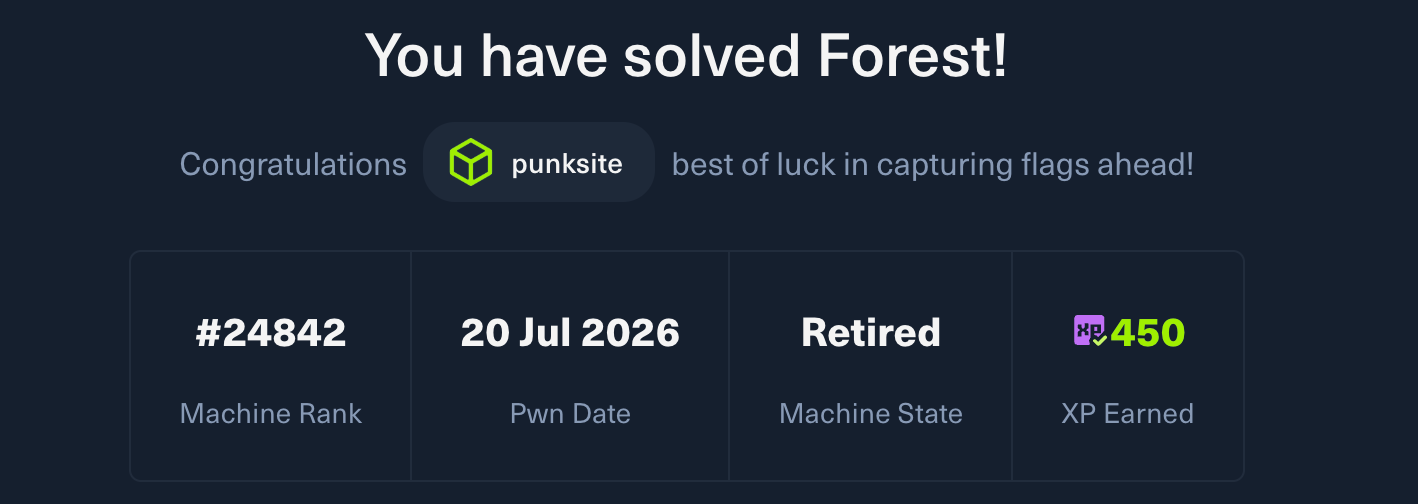 You have solved Forest!
Congratulations punksite best of luck in capturing flags ahead!
#24842 20 Jul 2026 Retired XP 450
Machine Rank Pwn Date Machine State XP Earned